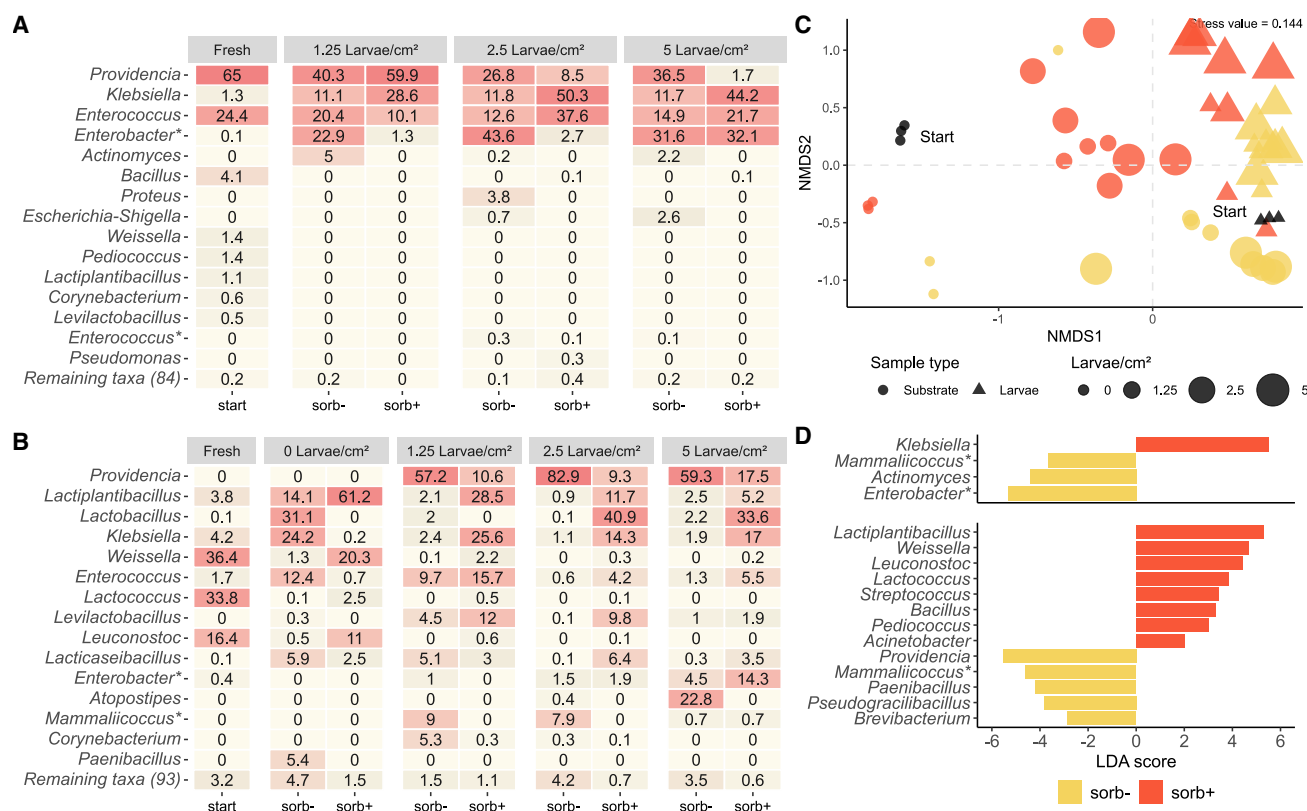 A
Fresh 1.25 Larvae/cm² 2.5 Larvae/cm² 5 Larvae/cm²
Providencia 65 40.3 59.9 26.8 8.5 36.5 1.7
Klebsiella 1.3 11.1 28.6 11.8 50.3 11.7 44.2
Enterococcus 24.4 20.4 10.1 12.6 37.6 14.9 21.7
Enterobacter* 0.1 22.9 1.3 43.6 2.7 31.6 32.1
Actinomyces 0 5 0 0.2 0 2.2 0
Bacillus 4.1 0 0 0 0.1 0 0.1
Proteus 0 0 0 3.8 0 0 0
Escherichia-Shigella 0 0 0 0.7 0 2.6 0
Weissella 1.4 0 0 0 0 0 0
Pediococcus 1.4 0 0 0 0 0 0
Lactiplantibacillus 1.1 0 0 0 0 0 0
Corynebacterium 0.6 0 0 0 0 0 0
Levilactobacillus 0.5 0 0 0 0 0 0
Enterococcus* 0 0 0 0.3 0.1 0.1 0
Pseudomonas 0 0 0 0 0.3 0 0
Remaining taxa (84) 0.2 0.2 0 0.1 0.4 0.2 0.2
start sorb- sorb+ sorb- sorb+ sorb- sorb+
B
Fresh 0 Larvae/cm² 1.25 Larvae/cm² 2.5 Larvae/cm² 5 Larvae/cm²
Providencia 0 0 0 57.2 10.6 82.9 9.3 59.3 17.5
Lactiplantibacillus 3.8 14.1 61.2 2.1 28.5 0.9 11.7 2.5 5.2
Lactobacillus 0.1 31.1 0 2 0 0.1 40.9 2.2 33.6
Klebsiella 4.2 24.2 0.2 2.4 25.6 1.1 14.3 1.9 17
Weissella 36.4 1.3 20.3 0.1 2.2 0 0.3 0 0.2
Enterococcus 1.7 12.4 0.7 9.7 15.7 0.6 4.2 1.3 5.5
Lactococcus 33.8 0.1 2.5 0 0.5 0 0.1 0 0
Levilactobacillus 0 0.3 0 4.5 12 0.1 9.8 1 1.9
Leuconostoc 16.4 0.5 11 0 0.6 0 0.1 0 0
Lacticaseibacillus 0.1 5.9 2.5 5.1 3 0.1 6.4 0.3 3.5
Enterobacter* 0.4 0 0 1 0 1.5 1.9 4.5 14.3
Atopostipes 0 0 0 0 0 0.4 0 22.8 0
Mammaliicoccus* 0 0 0 9 0 7.9 0 0.7 0.7
Corynebacterium 0 0 0 5.3 0.3 0.3 0.1 0 0
Paenibacillus 0 5.4 0 0 0 0 0 0 0
Remaining taxa (93) 3.2 4.7 1.5 1.5 1.1 4.2 0.7 3.5 0.6
start sorb- sorb+ sorb- sorb+ sorb- sorb+ sorb- sorb+
C
Stress value = 0.144
1.0
0.5
0.0
-0.5
-1.0
NMDS2
Start
Start
-1 0
NMDS1
Sample type Larvae/cm²
Substrate Larvae 0 1.25 2.5 5
D
Klebsiella
Mammaliicoccus*
Actinomyces
Enterobacter*
Lactiplantibacillus
Weissella
Leuconostoc
Lactococcus
Streptococcus
Bacillus
Pediococcus
Acinetobacter
Providencia
Mammaliicoccus*
Paenibacillus
Pseudogracilibacillus
Brevibacterium
-6 -4 -2 0 2 4 6
LDA score
sorb- sorb+